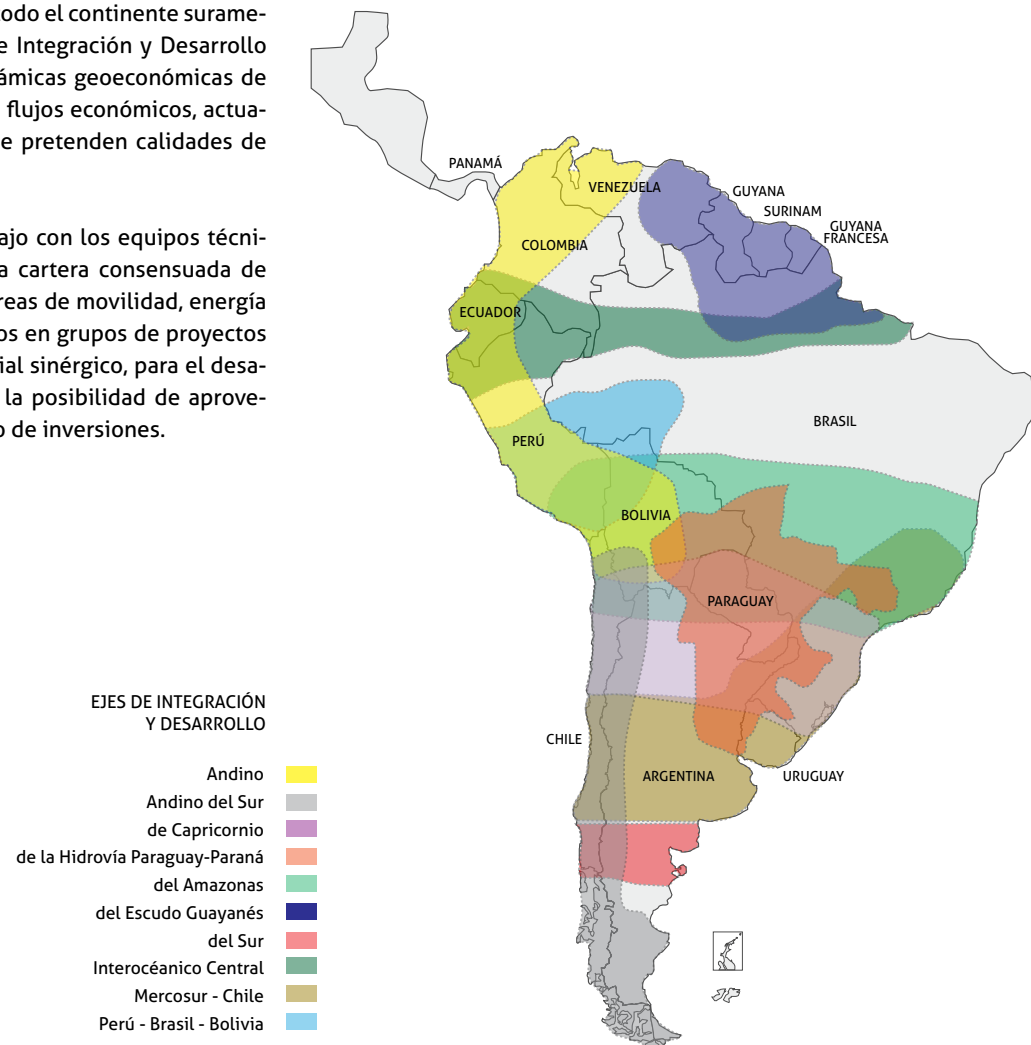 todo el continente surame-
e Integración y Desarrollo
ámicas geoeconómicas de
flujos económicos, actua-
e pretenden calidades de
ajo con los equipos técni-
a cartera consensuada de
reas de movilidad, energía
os en grupos de proyectos
ial sinérgico, para el desa-
la posibilidad de aprove-
o de inversiones.
PANAMÁ
VENEZUELA
GUYANA
SURINAM
GUYANA
FRANCESA
COLOMBIA
ECUADOR
BRASIL
PERÚ
BOLIVIA
PARAGUAY
CHILE
ARGENTINA
URUGUAY
EJES DE INTEGRACIÓN
Y DESARROLLO
Andino
Andino del Sur
de Capricornio
de la Hidrovía Paraguay-Paraná
del Amazonas
del Escudo Guayanés
del Sur
Interocéanico Central
Mercosur - Chile
Perú - Brasil - Bolivia